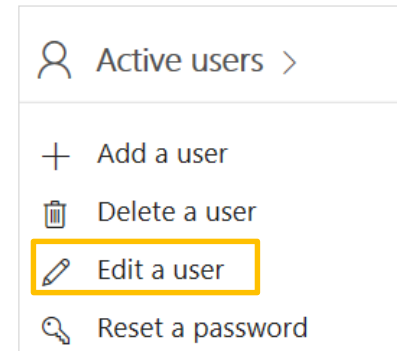 Active users >
Add a user
Delete a user
Edit a user
Reset a password